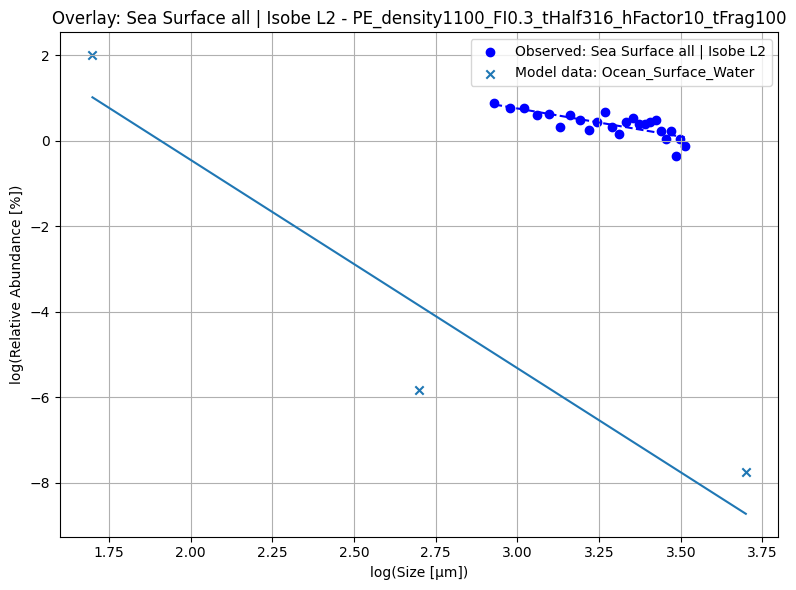 Overlay: Sea Surface all | Isobe L2 - PE_density1100_FI0.3_tHalf316_hFactor10_tFrag100
Observed: Sea Surface all | Isobe L2
Model data: Ocean_Surface_Water
2
0
−2
−4
−6
−8
log(Relative Abundance [%])
1.75 2.00 2.25 2.50 2.75 3.00 3.25 3.50 3.75
log(Size [µm])